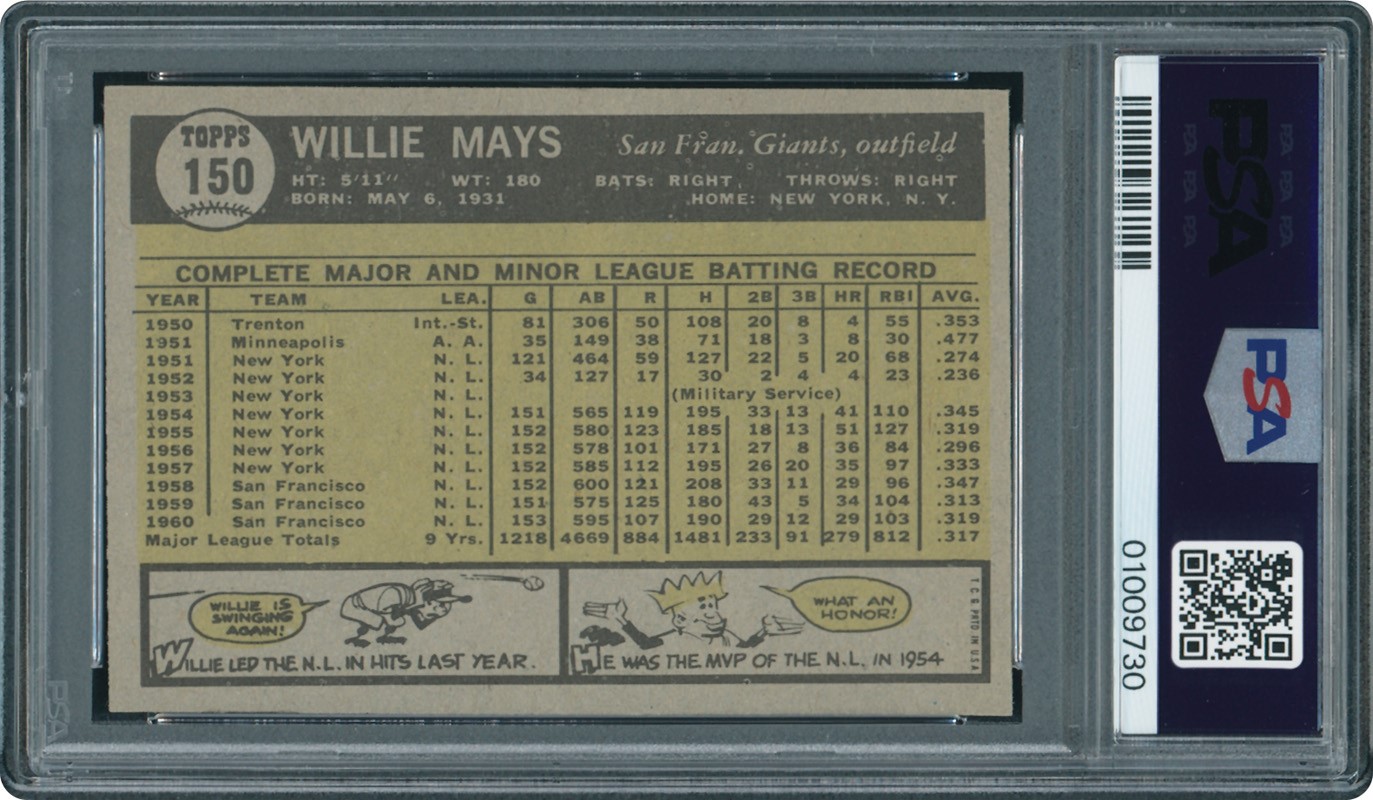 TOPPS
150
WILLIE MAYS San Fran. Giants, outfield
HT: 5'11" WT: 180 BATS: RIGHT THROWS: RIGHT
BORN: MAY 6, 1931 HOME: NEW YORK, N. Y.
COMPLETE MAJOR AND MINOR LEAGUE BATTING RECORD
YEAR TEAM LEA. G AB R H 2B 3B HR RBI AVG.
1950 Trenton Int.-St. 81 306 50 108 20 8 4 55 .353
1951 Minneapolis A. A. 35 149 38 71 18 3 8 30 .477
1951 New York N. L. 121 464 59 127 22 5 20 68 .274
1952 New York N. L. 34 127 17 30 2 4 4 23 .236
1953 New York N. L. (Military Service)
1954 New York N. L. 151 565 119 195 33 13 41 110 .345
1955 New York N. L. 152 580 123 185 18 13 51 127 .319
1956 New York N. L. 152 578 101 171 27 8 36 84 .296
1957 New York N. L. 152 585 112 195 26 20 35 97 .333
1958 San Francisco N. L. 152 600 121 208 33 11 29 96 .347
1959 San Francisco N. L. 151 575 125 180 43 5 34 104 .313
1960 San Francisco N. L. 153 595 107 190 29 12 29 103 .319
Major League Totals 9 Yrs. 1218 4669 884 1481 233 91 279 812 .317
WILLIE IS
SWINGING
AGAIN!
WILLIE LED THE N.L. IN HITS LAST YEAR.
WHAT AN
HONOR!
HE WAS THE MVP OF THE N.L. IN 1954
T. C. G. PRTD. IN U.S.A.
PSA
PSA PSA PSA
PSA PSA PSA
PSA
01009730
PSA